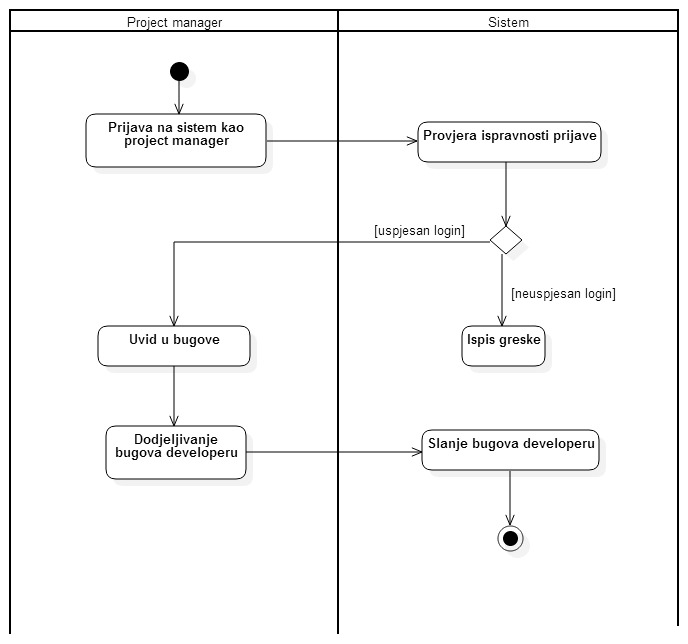 Project manager
Sistem
Prijava na sistem kao
project manager
Provjera ispravnosti prijave
[uspjesan login]
[neuspjesan login]
Uvid u bugove
Ispis greske
Dodjeljivanje
bugova developeru
Slanje bugova developeru